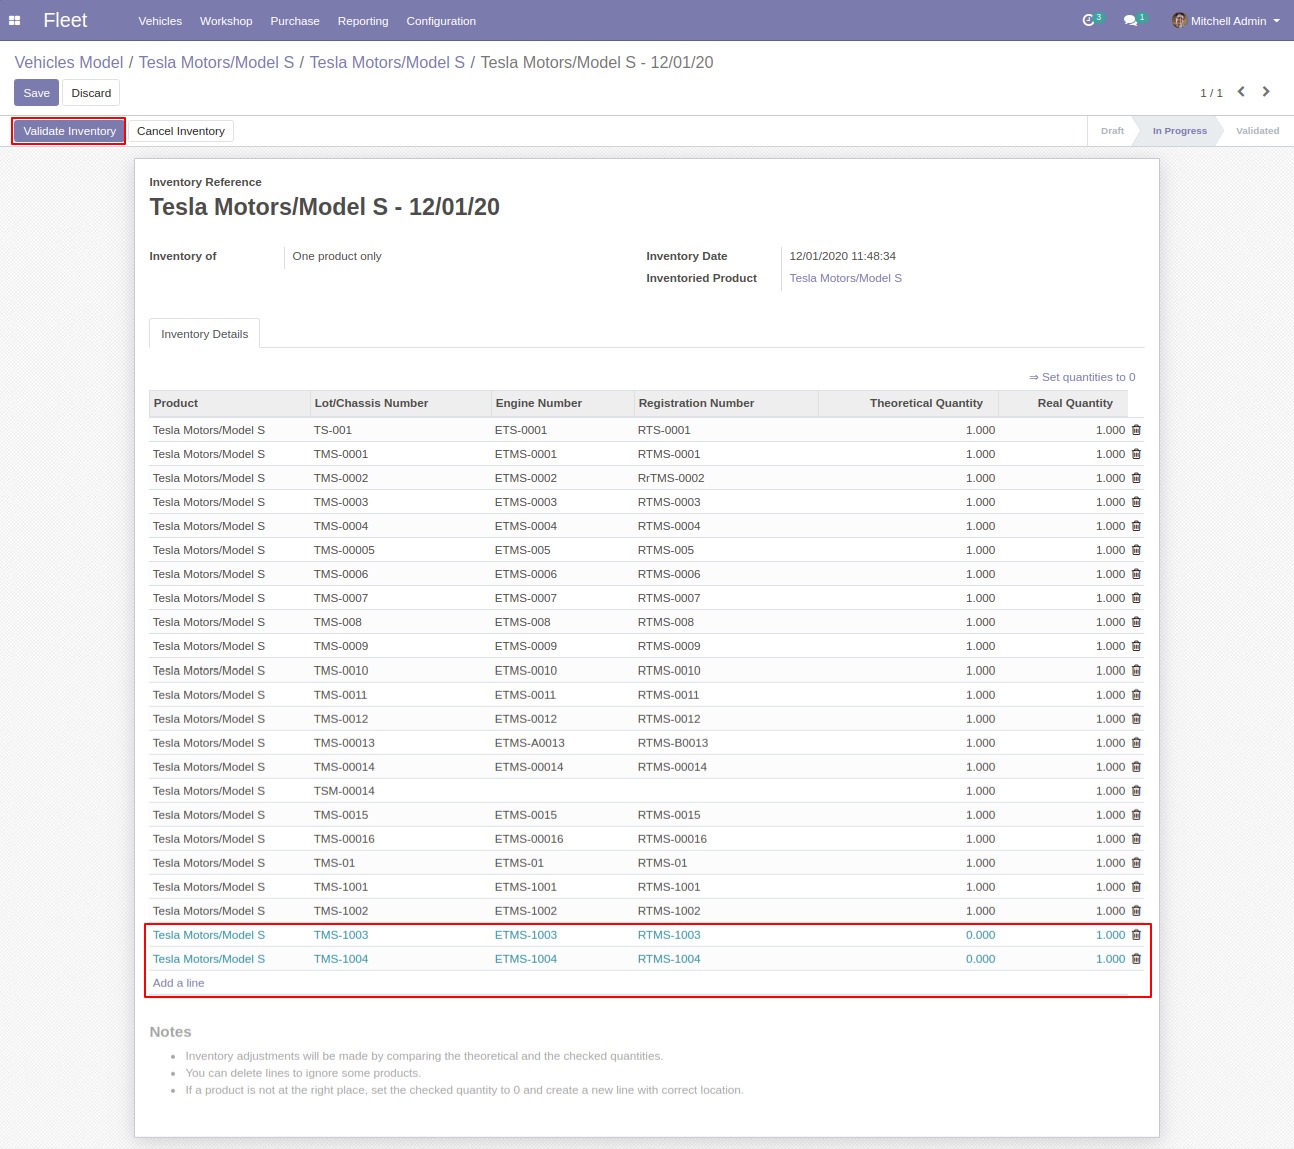 Fleet Vehicles Workshop Purchase Reporting Configuration 3 1 Mitchell Admin
Vehicles Model / Tesla Motors/Model S / Tesla Motors/Model S / Tesla Motors/Model S - 12/01/20
Save Discard 1 / 1
Validate Inventory Cancel Inventory Draft In Progress Validated
Inventory Reference
Tesla Motors/Model S - 12/01/20
Inventory of One product only Inventory Date 12/01/2020 11:48:34
Inventoried Product Tesla Motors/Model S
Inventory Details
⇒ Set quantities to 0
Product Lot/Chassis Number Engine Number Registration Number Theoretical Quantity Real Quantity
Tesla Motors/Model S TS-001 ETS-0001 RTS-0001 1.000 1.000
Tesla Motors/Model S TMS-0001 ETMS-0001 RTMS-0001 1.000 1.000
Tesla Motors/Model S TMS-0002 ETMS-0002 RrTMS-0002 1.000 1.000
Tesla Motors/Model S TMS-0003 ETMS-0003 RTMS-0003 1.000 1.000
Tesla Motors/Model S TMS-0004 ETMS-0004 RTMS-0004 1.000 1.000
Tesla Motors/Model S TMS-00005 ETMS-005 RTMS-005 1.000 1.000
Tesla Motors/Model S TMS-0006 ETMS-0006 RTMS-0006 1.000 1.000
Tesla Motors/Model S TMS-0007 ETMS-0007 RTMS-0007 1.000 1.000
Tesla Motors/Model S TMS-008 ETMS-008 RTMS-008 1.000 1.000
Tesla Motors/Model S TMS-0009 ETMS-0009 RTMS-0009 1.000 1.000
Tesla Motors/Model S TMS-0010 ETMS-0010 RTMS-0010 1.000 1.000
Tesla Motors/Model S TMS-0011 ETMS-0011 RTMS-0011 1.000 1.000
Tesla Motors/Model S TMS-0012 ETMS-0012 RTMS-0012 1.000 1.000
Tesla Motors/Model S TMS-00013 ETMS-A0013 RTMS-B0013 1.000 1.000
Tesla Motors/Model S TMS-00014 ETMS-00014 RTMS-00014 1.000 1.000
Tesla Motors/Model S TSM-00014 1.000 1.000
Tesla Motors/Model S TMS-0015 ETMS-0015 RTMS-0015 1.000 1.000
Tesla Motors/Model S TMS-00016 ETMS-00016 RTMS-00016 1.000 1.000
Tesla Motors/Model S TMS-01 ETMS-01 RTMS-01 1.000 1.000
Tesla Motors/Model S TMS-1001 ETMS-1001 RTMS-1001 1.000 1.000
Tesla Motors/Model S TMS-1002 ETMS-1002 RTMS-1002 1.000 1.000
Tesla Motors/Model S TMS-1003 ETMS-1003 RTMS-1003 0.000 1.000
Tesla Motors/Model S TMS-1004 ETMS-1004 RTMS-1004 0.000 1.000
Add a line
Notes
• Inventory adjustments will be made by comparing the theoretical and the checked quantities.
• You can delete lines to ignore some products.
• If a product is not at the right place, set the checked quantity to 0 and create a new line with correct location.